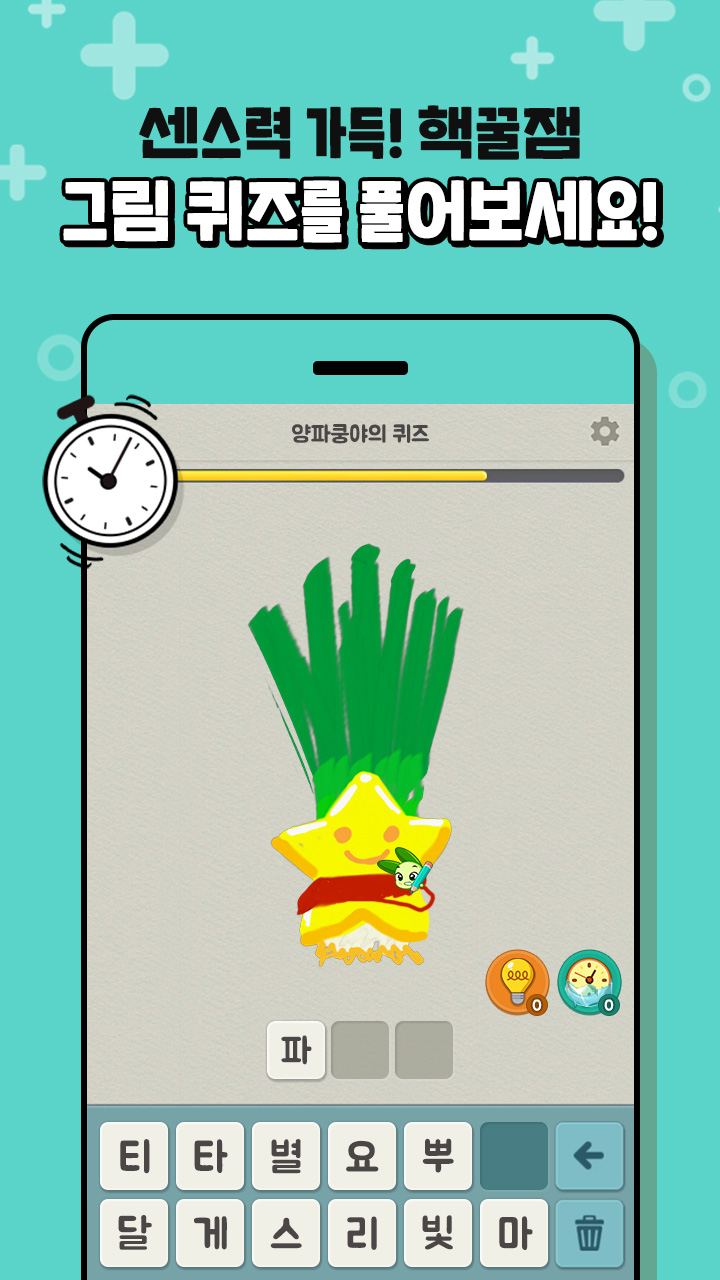 센스력 가득! 핵꿀잼
그림 퀴즈를 풀어보세요!
양파쿵야의 퀴즈
0 0
파
티 타 별 요 뿌
달 게 스 리 빛 마